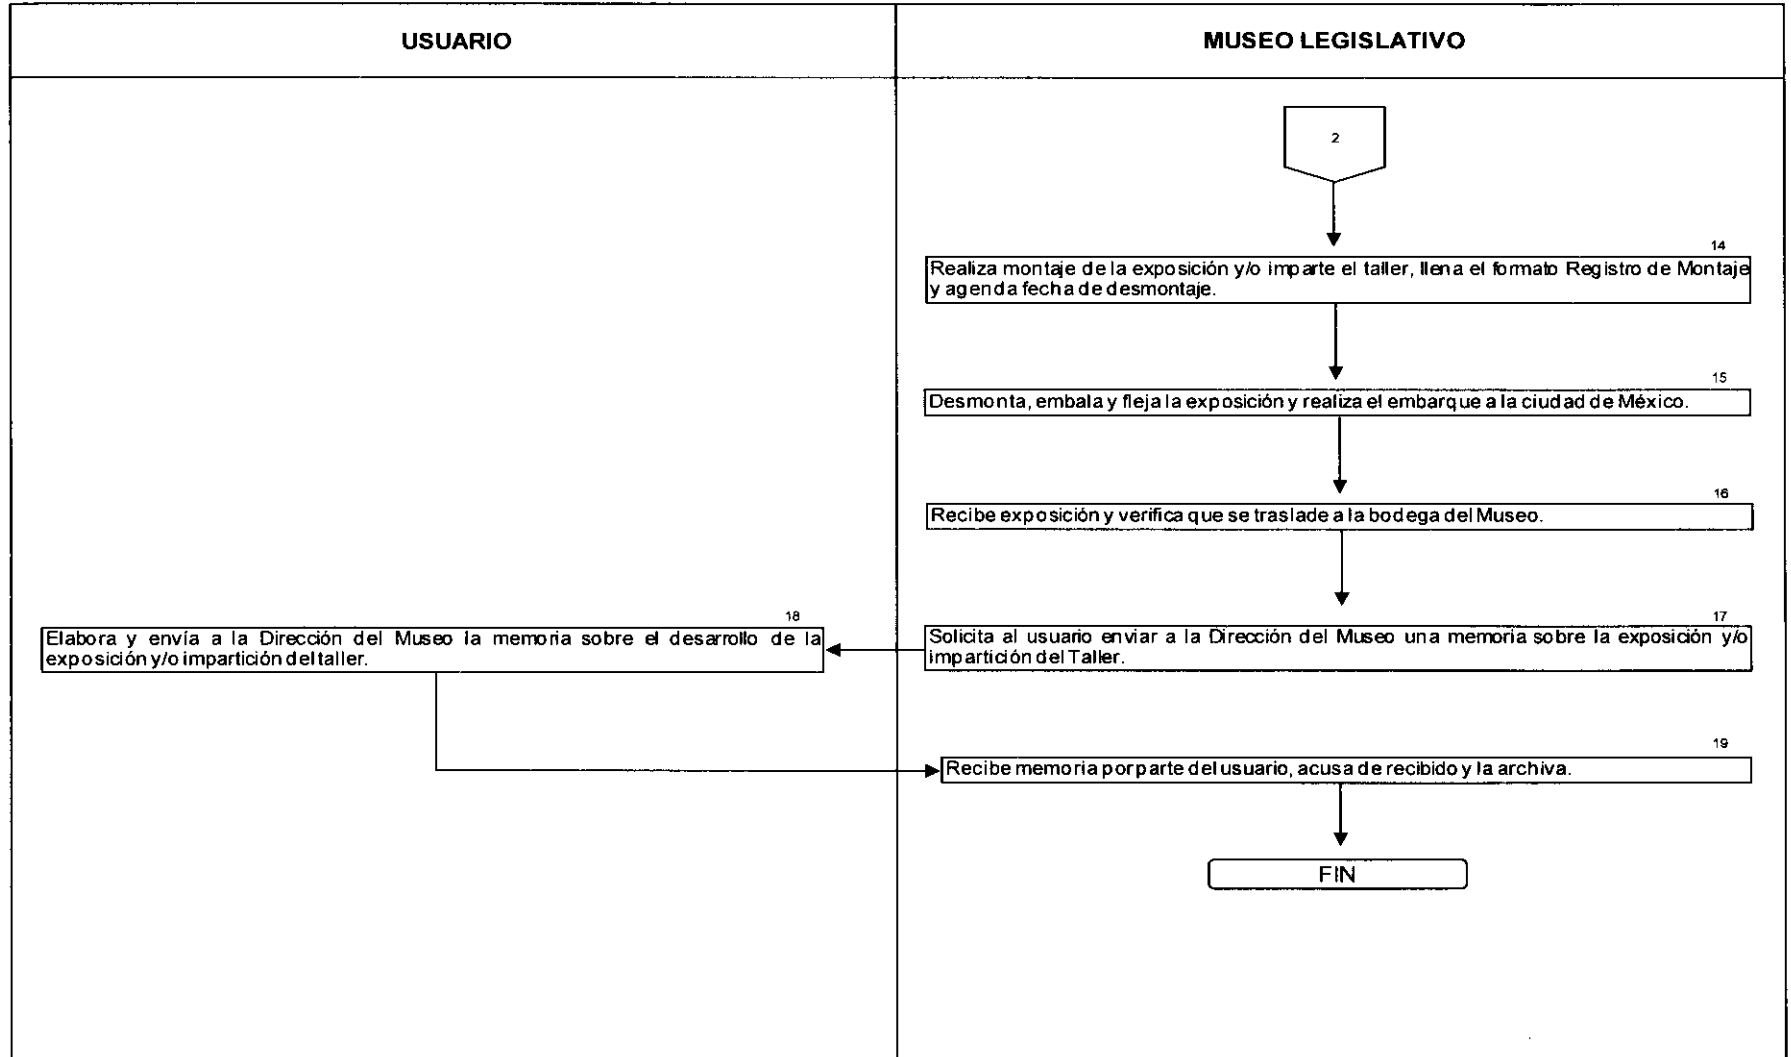 USUARIO
MUSEO LEGISLATIVO
2
14
Realiza montaje de la exposición y/o imparte el taller, llena el formato Registro de Montaje
y agenda fecha de desmontaje.
15
Desmonta, embala y fleja la exposición y realiza el embarque a la ciudad de México.
16
Recibe exposición y verifica que se traslade a la bodega del Museo.
17
Solicita al usuario enviar a la Dirección del Museo una memoria sobre la exposición y/o
impartición del Taller.
18
Elabora y envía a la Dirección del Museo la memoria sobre el desarrollo de la
exposición y/o impartición del taller.
19
Recibe memoria por parte del usuario, acusa de recibido y la archiva.
FIN